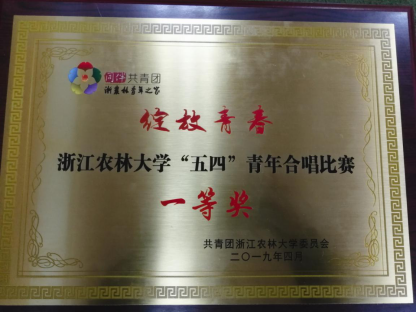 共青团
浙农林青年之家
绽放青春
浙江农林大学“五四”青年合唱比赛
一等奖
共青团浙江农林大学委员会
二〇一九年四月